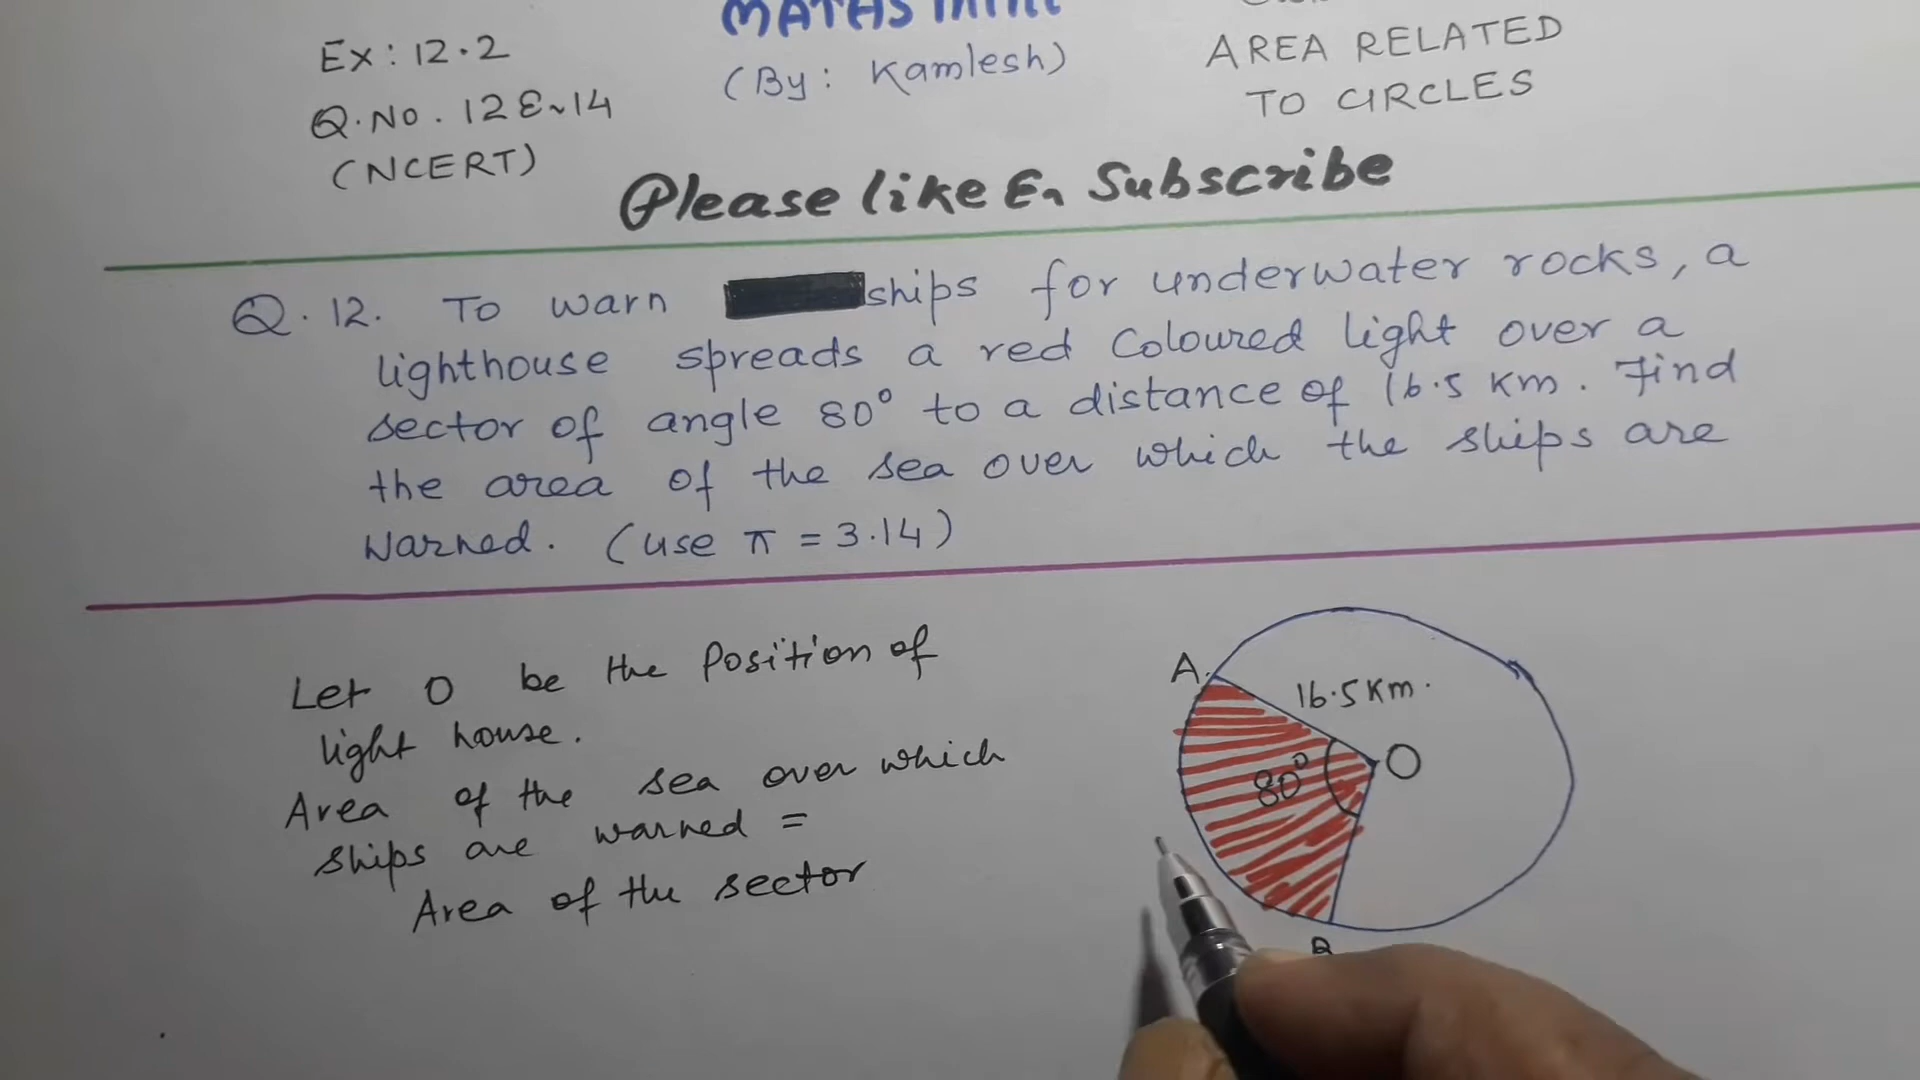 MATHS
Ex: 12.2
(By: Kamlesh)
AREA RELATED
TO CIRCLES
Q.No. 12 & 14
(NCERT)
Please like & Subscribe
Q.12. To warn ships for underwater rocks, a
lighthouse spreads a red coloured light over a
sector of angle 80° to a distance of 16.5 Km. Find
the area of the sea over which the ships are
warned. (use π = 3.14)
Let O be the Position of
light house.
Area of the sea over which
ships are warned =
Area of the sector
A
16.5 Km.
80°
O
B